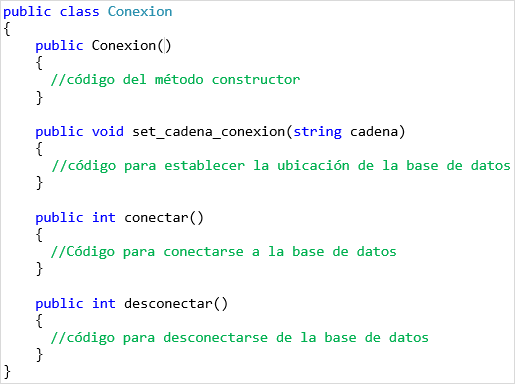 public class Conexion
{
public Conexion()
{
//código del método constructor
}
public void set_cadena_conexion(string cadena)
{
//código para establecer la ubicación de la base de datos
}
public int conectar()
{
//Código para conectarse a la base de datos
}
public int desconectar()
{
//código para desconectarse de la base de datos
}
}